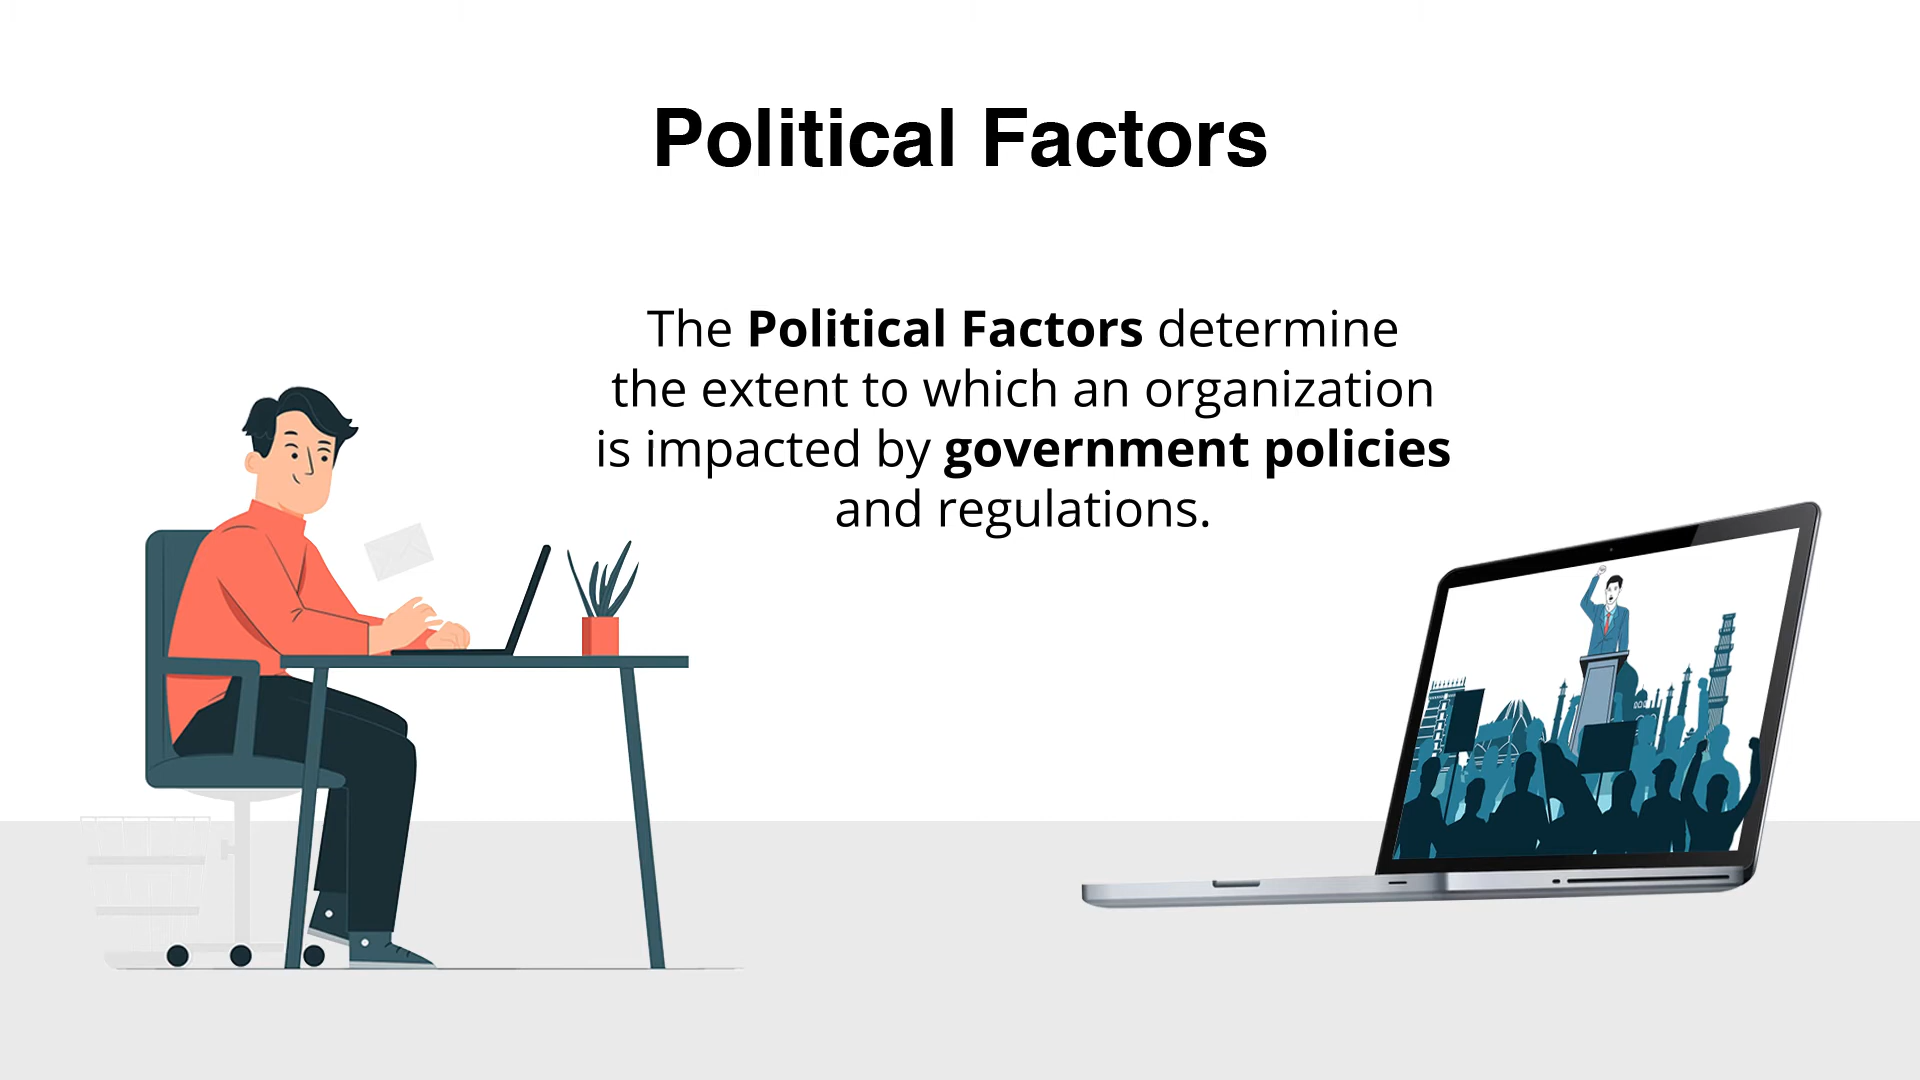 Political Factors
The Political Factors determine
the extent to which an organization
is impacted by government policies
and regulations.